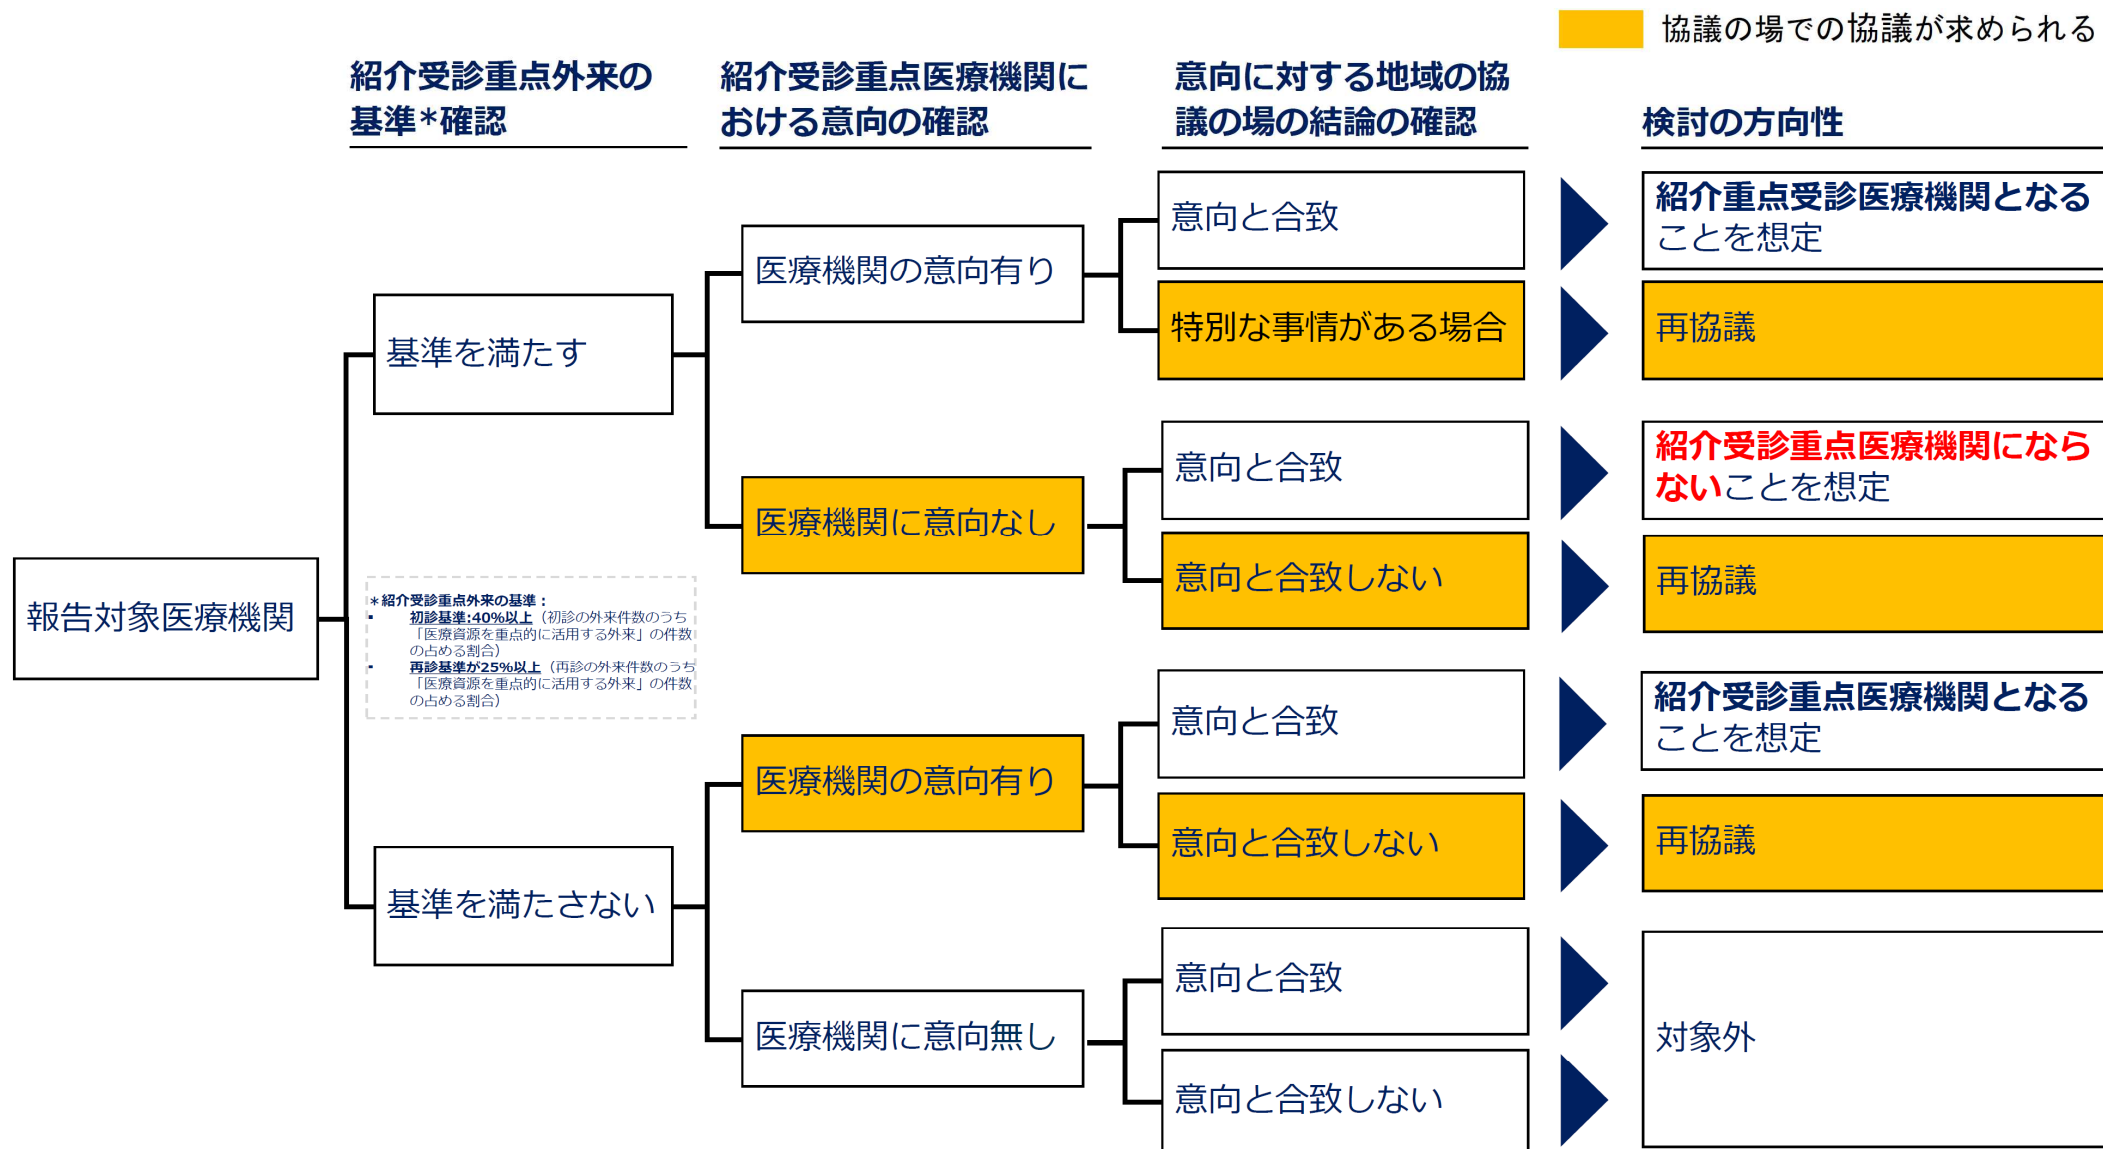 協議の場での協議が求められる
紹介受診重点外来の
基準*確認
紹介受診重点医療機関に
おける意向の確認
意向に対する地域の協
議の場の結論の確認
検討の方向性
報告対象医療機関
基準を満たす
医療機関の意向有り
意向と合致
紹介重点受診医療機関となる
ことを想定
特別な事情がある場合
再協議
医療機関に意向なし
意向と合致
紹介受診重点医療機関になら
ないことを想定
意向と合致しない
再協議
*紹介受診重点外来の基準：
▪ 初診基準:40%以上（初診の外来件数のうち
「医療資源を重点的に活用する外来」の件数
の占める割合）
▪ 再診基準が25%以上（再診の外来件数のうち
「医療資源を重点的に活用する外来」の件数
の占める割合）
基準を満たさない
医療機関の意向有り
意向と合致
紹介受診重点医療機関となる
ことを想定
意向と合致しない
再協議
医療機関に意向無し
意向と合致
意向と合致しない
対象外